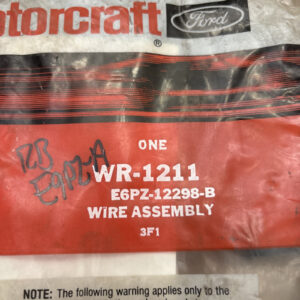 otorcraft
®
Ford
ONE
WR-1211
E6PZ-12298-B
WIRE ASSEMBLY
3F1
NOTE: The following warning applies only to the